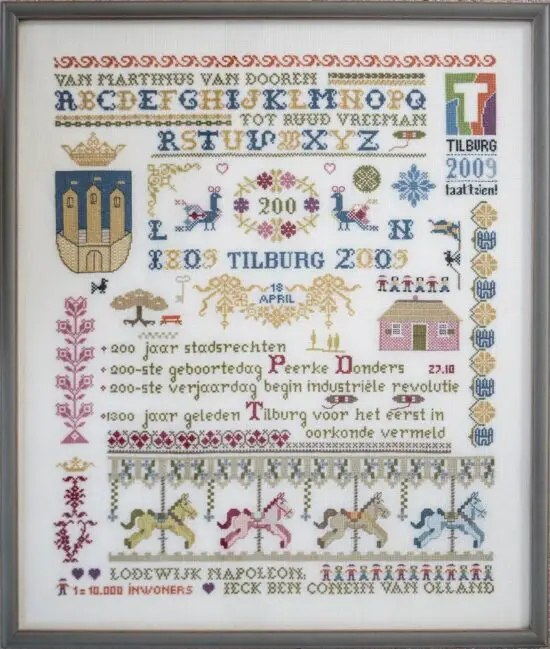 VAN MARTINUS VAN DOOREN
ABCDEFGHIJKLMNOPQ
TOT RUUD VREEMAN
RSTUVWXYZ
T
TILBURG
2009
laat t zien!
200
L N
1809 TILBURG 2009
18
APRIL
+ 200 jaar stadsrechten
+ 200-ste geboortedag Peerke Donders 27.10
+ 200-ste verjaardag begin industriële revolutie
+1300 jaar geleden Tilburg voor het eerst in
oorkonde vermeld
LODEWIJK NAPOLEON:
1= 10.000 INWONERS
IECK BEN CONEIN VAN OLLAND